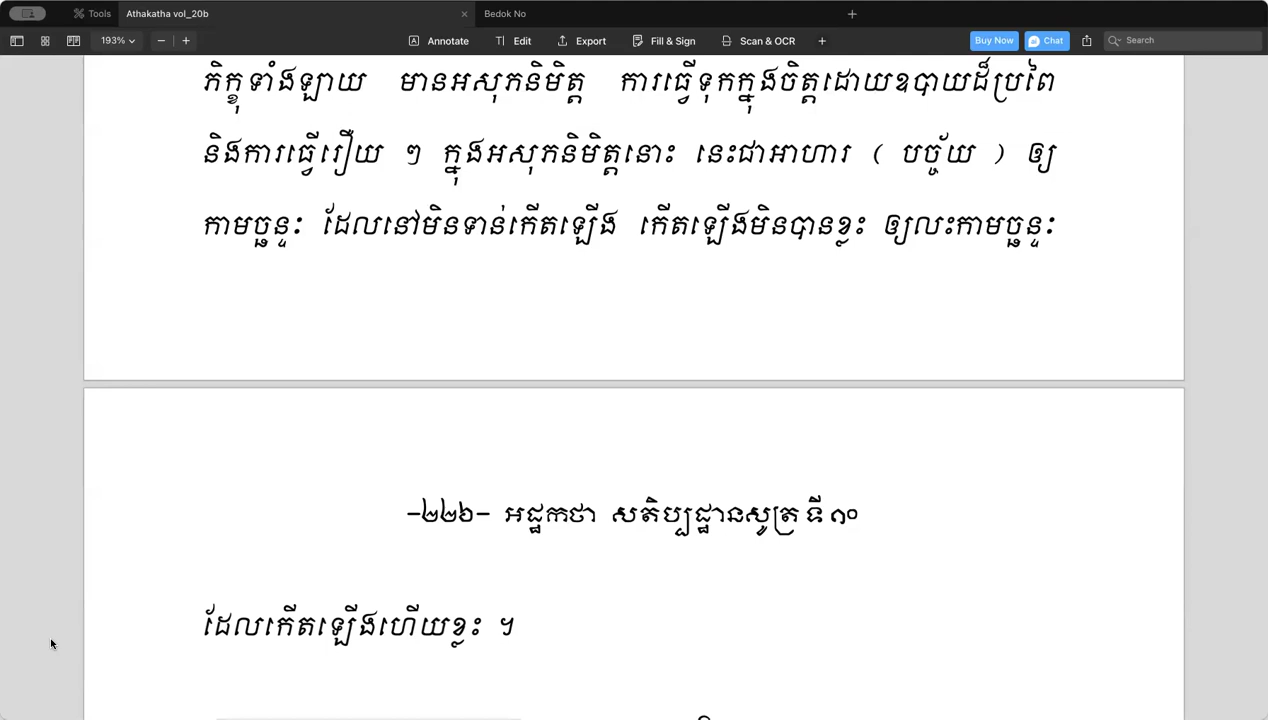 Tools
Athakatha vol_20b
Bedok No
193%
Annotate
Edit
Export
Fill & Sign
Scan & OCR
Buy Now
Chat
Search
ភិក្ខុទាំងឡាយ មានអសុភនិមិត្ត ការធ្វើទុកក្នុងចិត្តដោយឧបាយដ៏ប្រពៃ
និងការធ្វើរឿយ ៗ ក្នុងអសុភនិមិត្តនោះ នេះជាអាហារ ( បច្ច័យ ) ឲ្យ
កាមច្ឆន្ទៈ ដែលនៅមិនទាន់កើតឡើង កើតឡើងមិនបានខ្លះ ឲ្យលះកាមច្ឆន្ទៈ
-២២៦- អដ្ឋកថា សតិប្បដ្ឋានសូត្រ ទី ១០
ដែលកើតឡើងហើយខ្លះ ។